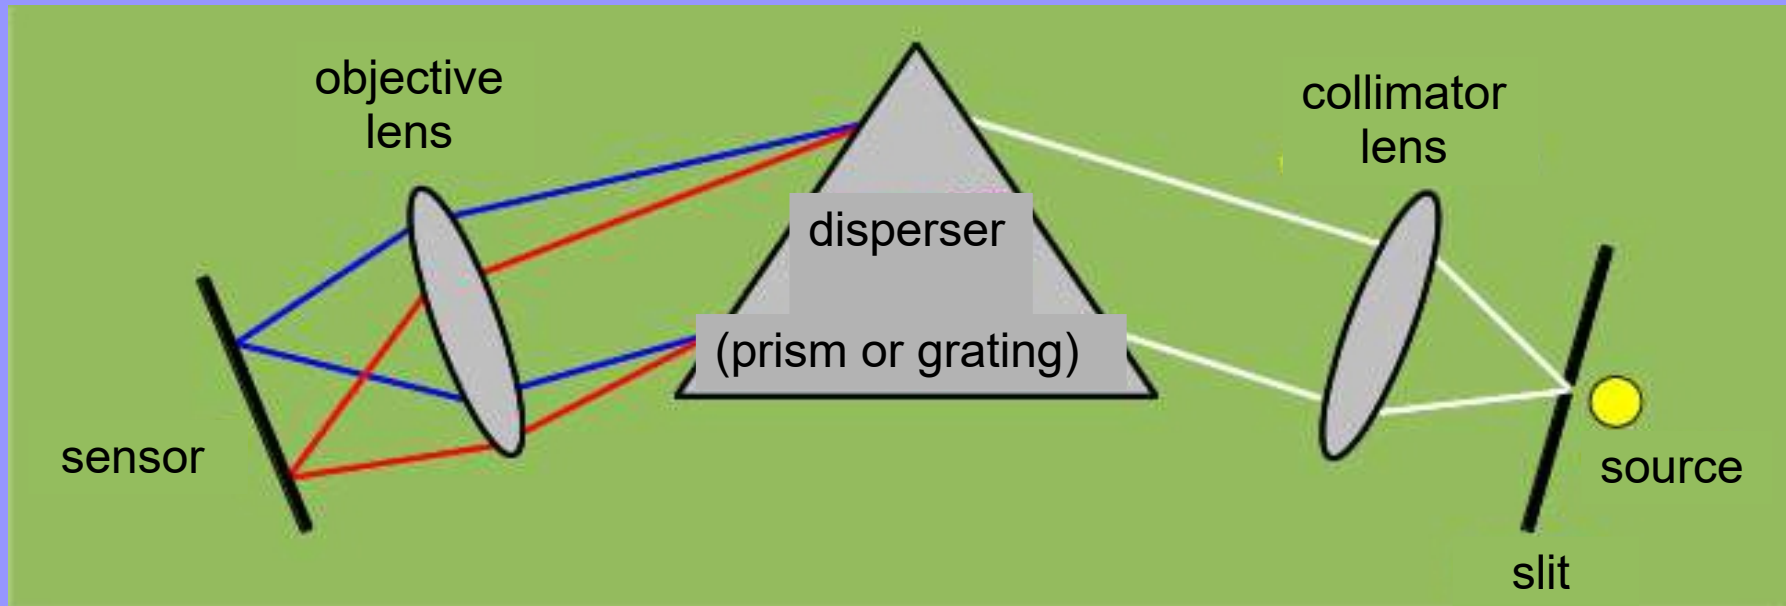 objective
lens
collimator
lens
disperser
(prism or grating)
sensor
source
slit